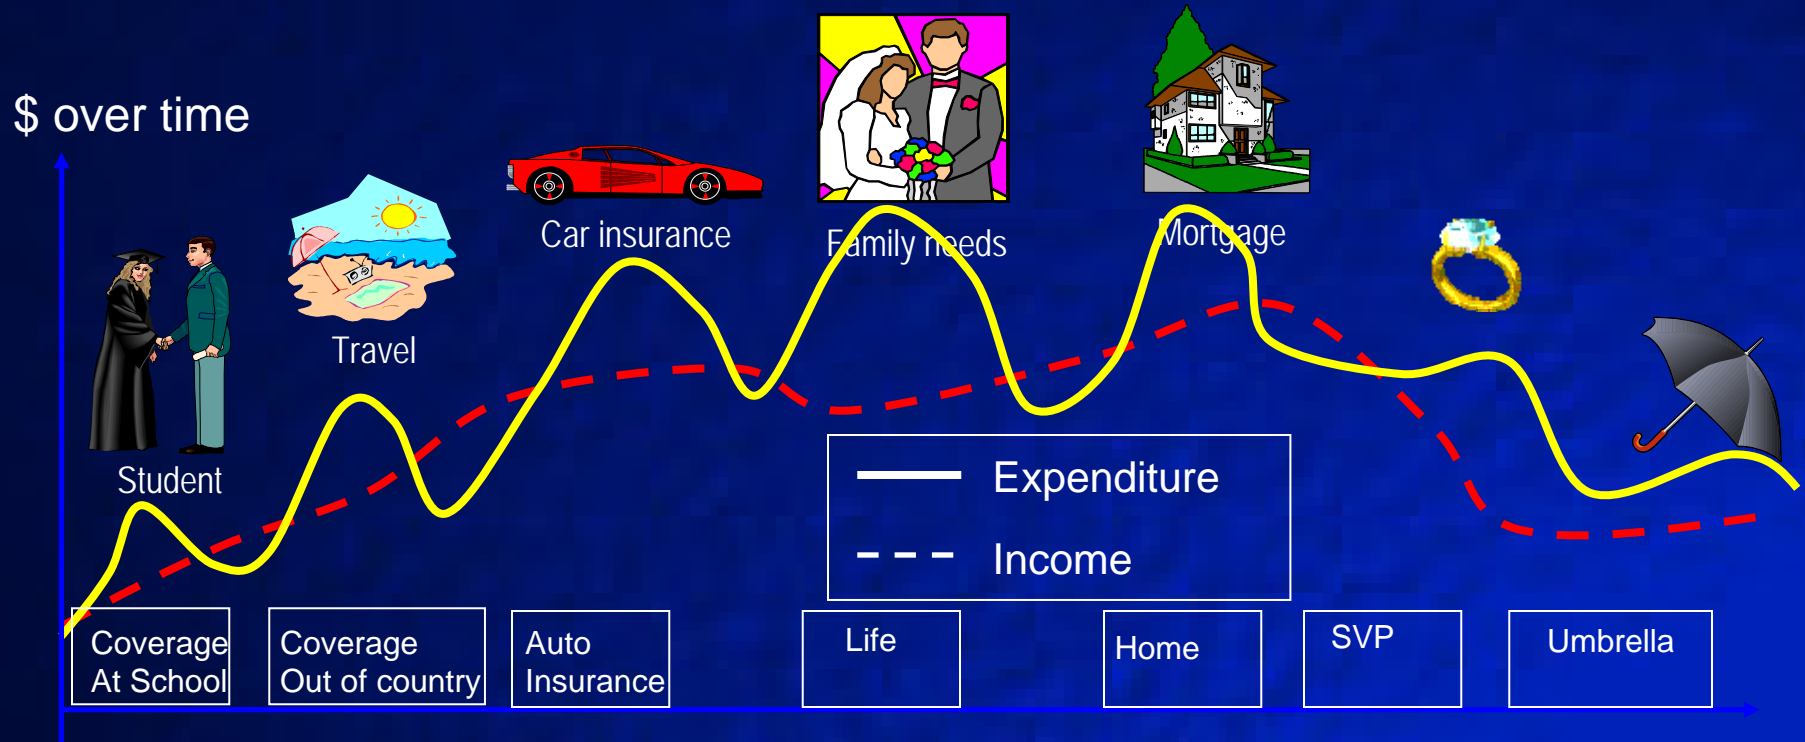 $ over time
Student
Travel
Car insurance
Family needs
Mortgage
Expenditure
Income
Coverage
At School
Coverage
Out of country
Auto
Insurance
Life
Home
SVP
Umbrella